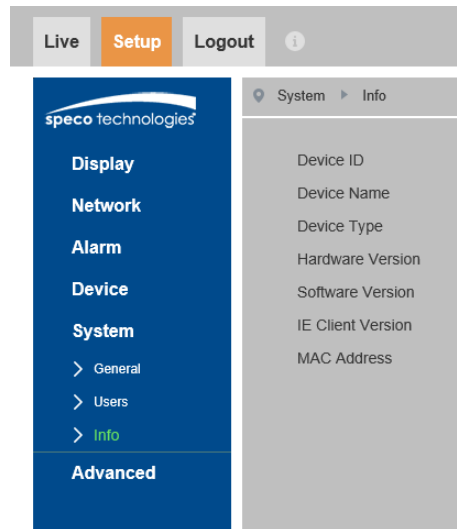 Live Setup Logout
speco technologies
System Info
Display
Network
Alarm
Device
System
General
Users
Info
Advanced
Device ID
Device Name
Device Type
Hardware Version
Software Version
IE Client Version
MAC Address